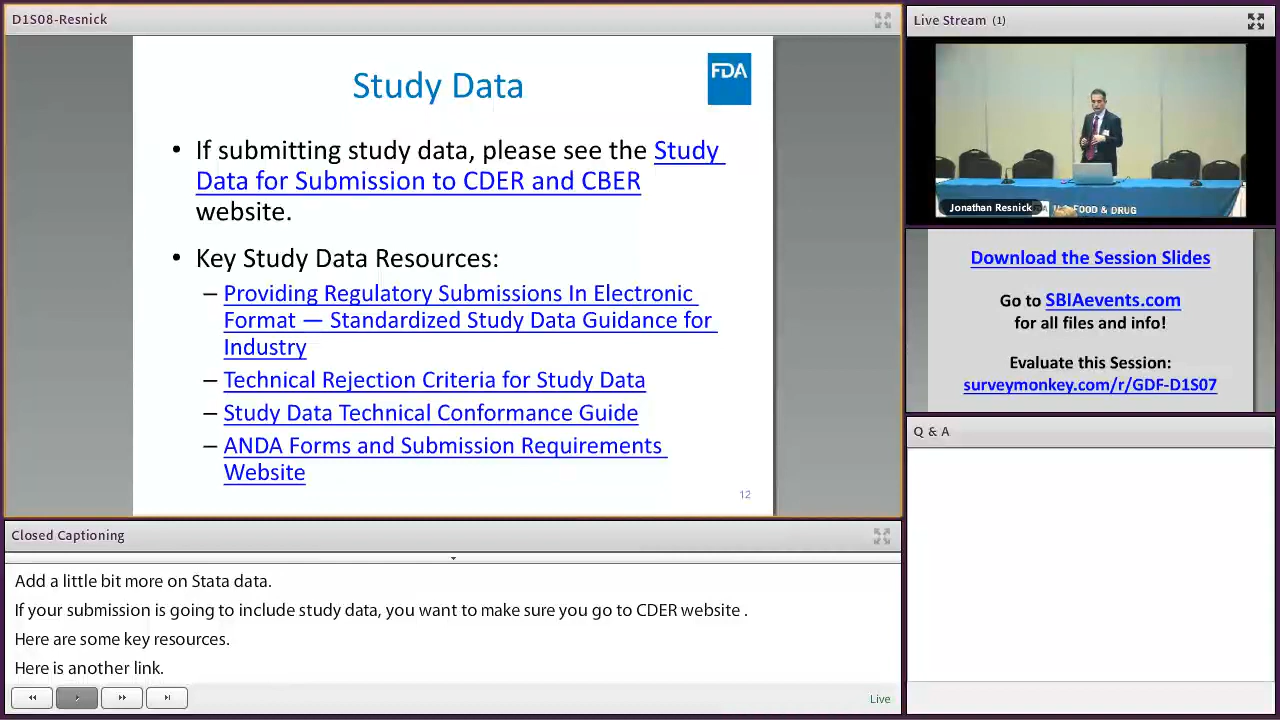 D1S08-Resnick
Study Data
FDA
• If submitting study data, please see the Study
Data for Submission to CDER and CBER
website.
• Key Study Data Resources:
– Providing Regulatory Submissions In Electronic
Format — Standardized Study Data Guidance for
Industry
– Technical Rejection Criteria for Study Data
– Study Data Technical Conformance Guide
– ANDA Forms and Submission Requirements
Website
12
Closed Captioning
Add a little bit more on Stata data.
If your submission is going to include study data, you want to make sure you go to CDER website .
Here are some key resources.
Here is another link.
Live
Live Stream (1)
Jonathan Resnick
FOOD & DRUG
Download the Session Slides
Go to SBIAevents.com
for all files and info!
Evaluate this Session:
surveymonkey.com/r/GDF-D1S07
Q & A